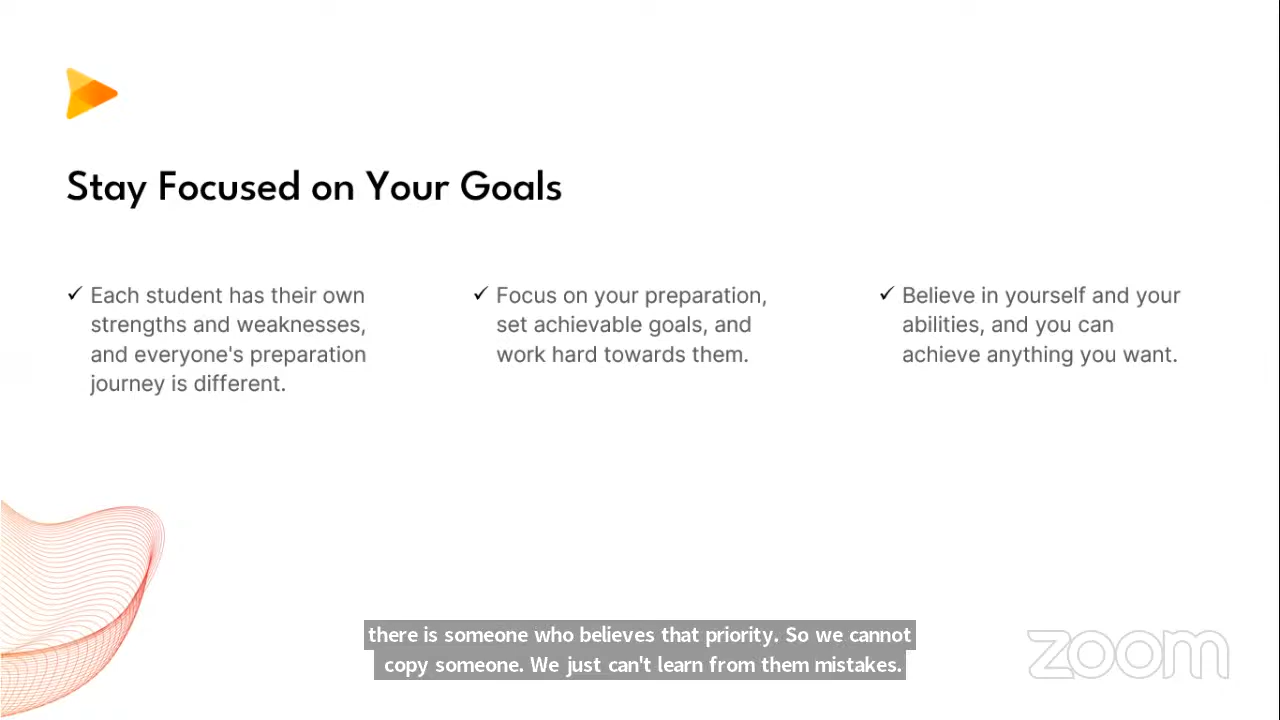 Stay Focused on Your Goals
✓ Each student has their own
strengths and weaknesses,
and everyone's preparation
journey is different.
✓ Focus on your preparation,
set achievable goals, and
work hard towards them.
✓ Believe in yourself and your
abilities, and you can
achieve anything you want.
there is someone who believes that priority. So we cannot
copy someone. We just can't learn from them mistakes.
zoom